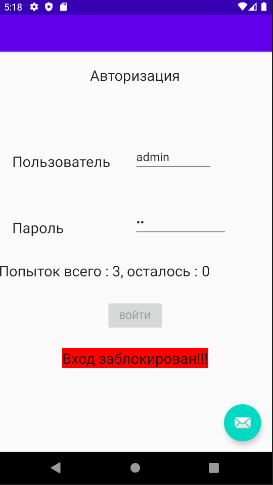 5:18
Авторизация
Пользователь admin
Пароль ••
Попыток всего : 3, осталось : 0
ВОЙТИ
Вход заблокирован!!!